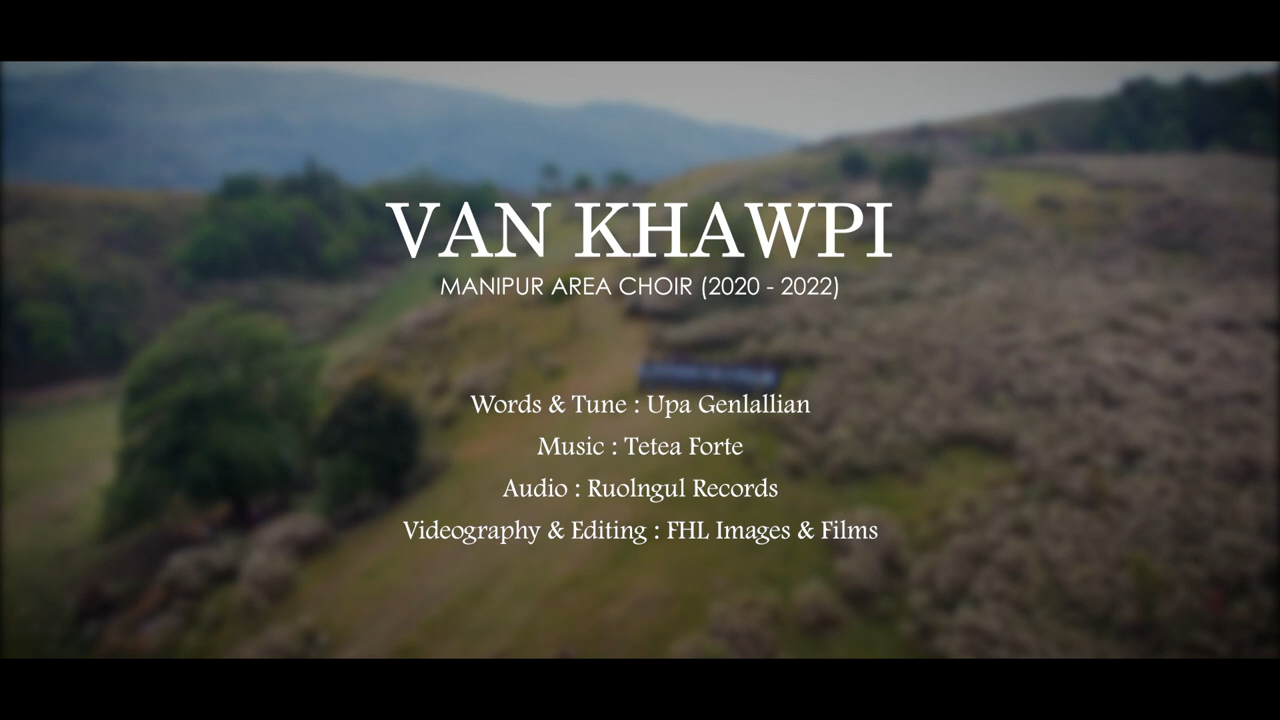 VAN KHAWPI
MANIPUR AREA CHOIR (2020 - 2022)
Words & Tune : Upa Genlallian
Music : Tetea Forte
Audio : Ruolngul Records
Videography & Editing : FHL Images & Films